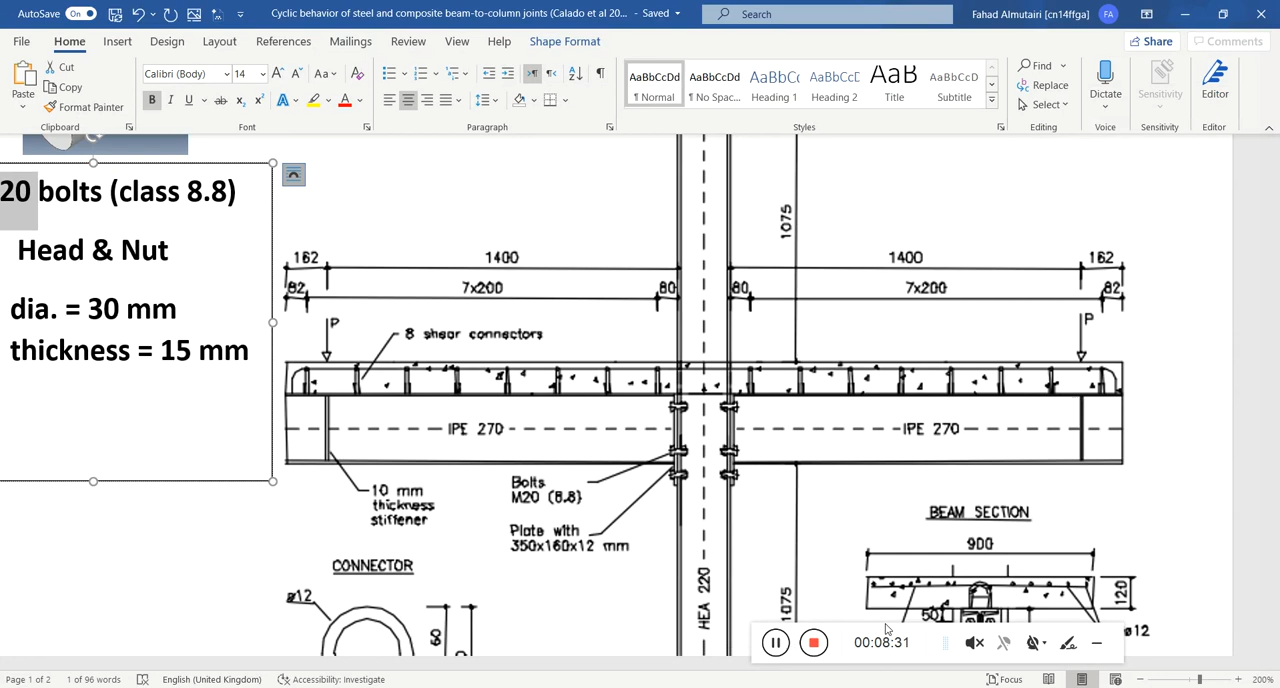 AutoSave On
Cyclic behavior of steel and composite beam-to-column joints (Calado et al 20... - Saved
Search
Fahad Almutairi [cn14ffga]
FA
File Home Insert Design Layout References Mailings Review View Help Shape Format
Share
Comments
Paste
Cut
Copy
Format Painter
Clipboard
Calibri (Body) 14
Font
Paragraph
AaBbCcDd AaBbCcDd AaBbCc AaBbCcD AaB AaBbCcD
¶ Normal ¶ No Spac... Heading 1 Heading 2 Title Subtitle
Styles
Find
Replace
Select
Editing
Dictate
Voice
Sensitivity
Sensitivity
Editor
Editor
20 bolts (class 8.8)
Head & Nut
dia. = 30 mm
thickness = 15 mm
1075
162 1400 1400 162
82 7x200 80 80 7x200 82
P P
8 shear connectors
IPE 270 IPE 270
10 mm
thickness
stiffener
Bolts
M20 (8.8)
Plate with
350x160x12 mm
BEAM SECTION
900
120
50
ø12
CONNECTOR
ø12
60
HEA 220
1075
00:08:31
Page 1 of 2 1 of 96 words English (United Kingdom) Accessibility: Investigate
Focus
200%